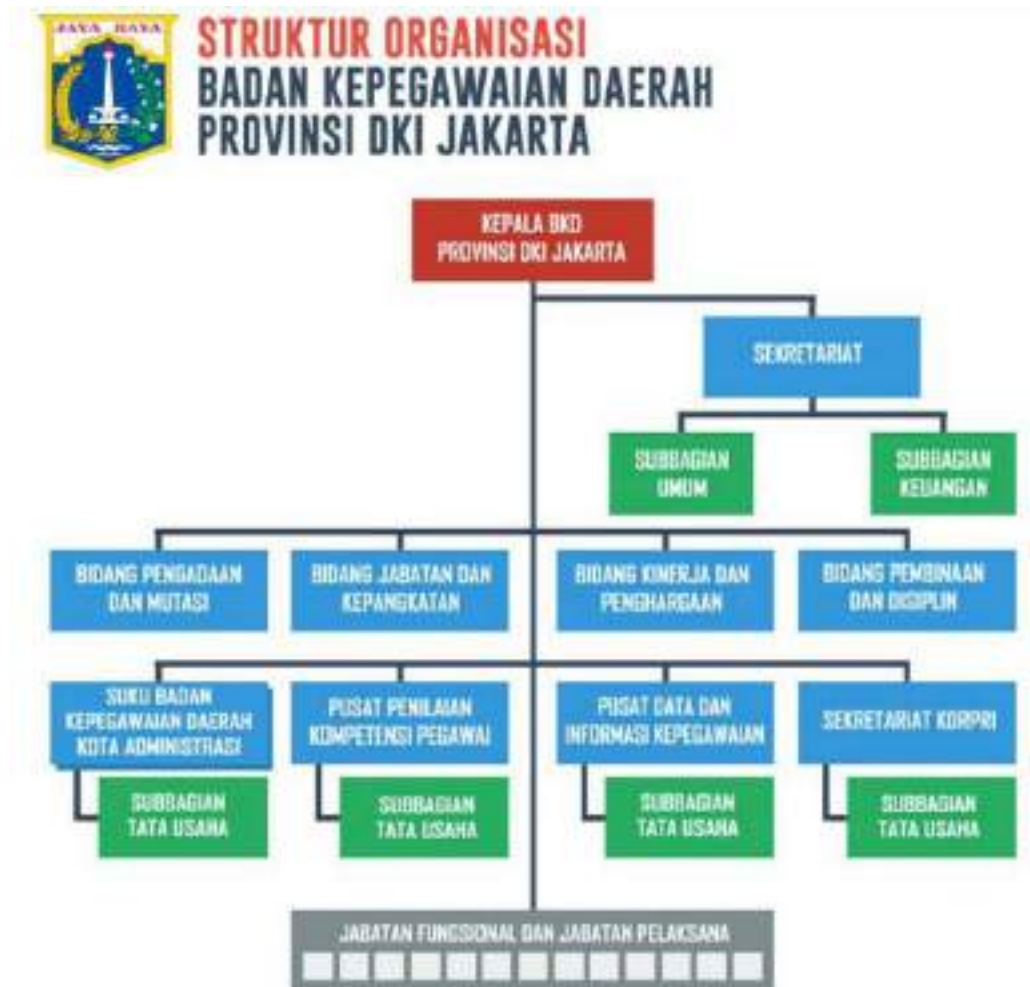 JAYA RAYA
STRUKTUR ORGANISASI
BADAN KEPEGAWAIAN DAERAH
PROVINSI DKI JAKARTA
KEPALA BKD
PROVINSI DKI JAKARTA
SEKRETARIAT
SUBBAGIAN
UMUM
SUBBAGIAN
KEUANGAN
BIDANG PENGADAAN
DAN MUTASI
BIDANG JABATAN DAN
KEPANGKATAN
BIDANG KINERJA DAN
PENGHARGAAN
BIDANG PEMBINAAN
DAN DISIPLIN
SUKU BADAN
KEPEGAWAIAN DAERAH
KOTA ADMINISTRASI
PUSAT PENILAIAN
KOMPETENSI PEGAWAI
PUSAT DATA DAN
INFORMASI KEPEGAWAIAN
SEKRETARIAT KORPRI
SUBBAGIAN
TATA USAHA
SUBBAGIAN
TATA USAHA
SUBBAGIAN
TATA USAHA
SUBBAGIAN
TATA USAHA
JABATAN FUNGSIONAL DAN JABATAN PELAKSANA